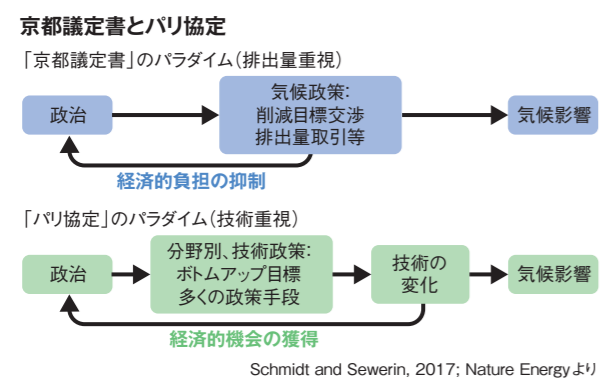 京都議定書とパリ協定
「京都議定書」のパラダイム（排出量重視）
政治
気候政策：
削減目標交渉
排出量取引等
気候影響
経済的負担の抑制
「パリ協定」のパラダイム（技術重視）
政治
分野別、技術政策：
ボトムアップ目標
多くの政策手段
技術の
変化
気候影響
経済的機会の獲得
Schmidt and Sewerin, 2017; Nature Energyより